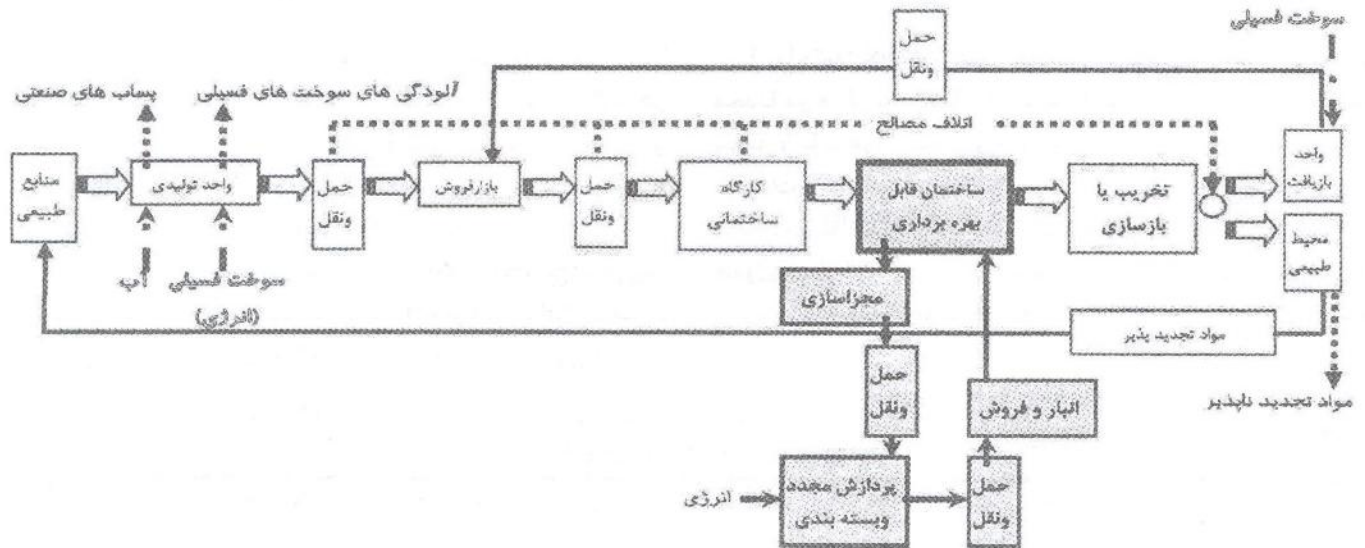 سوخت فسیلی
حمل
ونقل
پساب های صنعتی
آلودگی های سوخت های فسیلی
اتلاف مصالح
منابع
طبیعی
واحد تولیدی
حمل
ونقل
بازارفروش
حمل
ونقل
کارگاه
ساختمانی
ساختمان قابل
بهره برداری
تخریب یا
بازسازی
واحد
بازیافت
محیط
طبیعی
آب
سوخت فسیلی
(انرژی)
مجزاسازی
مواد تجدید پذیر
حمل
ونقل
انبار و فروش
مواد تجدید ناپذیر
انرژی
پردازش مجدد
وبسته بندی
حمل
ونقل